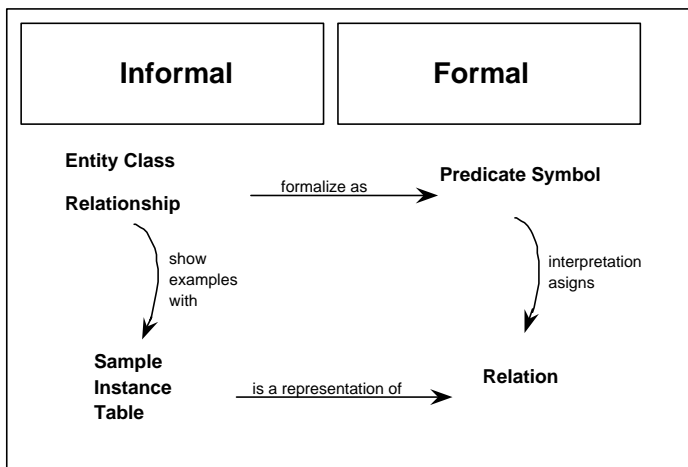 Informal
Formal
Entity Class
Relationship
formalize as
Predicate Symbol
show
examples
with
interpretation
asigns
Sample
Instance
Table
is a representation of
Relation